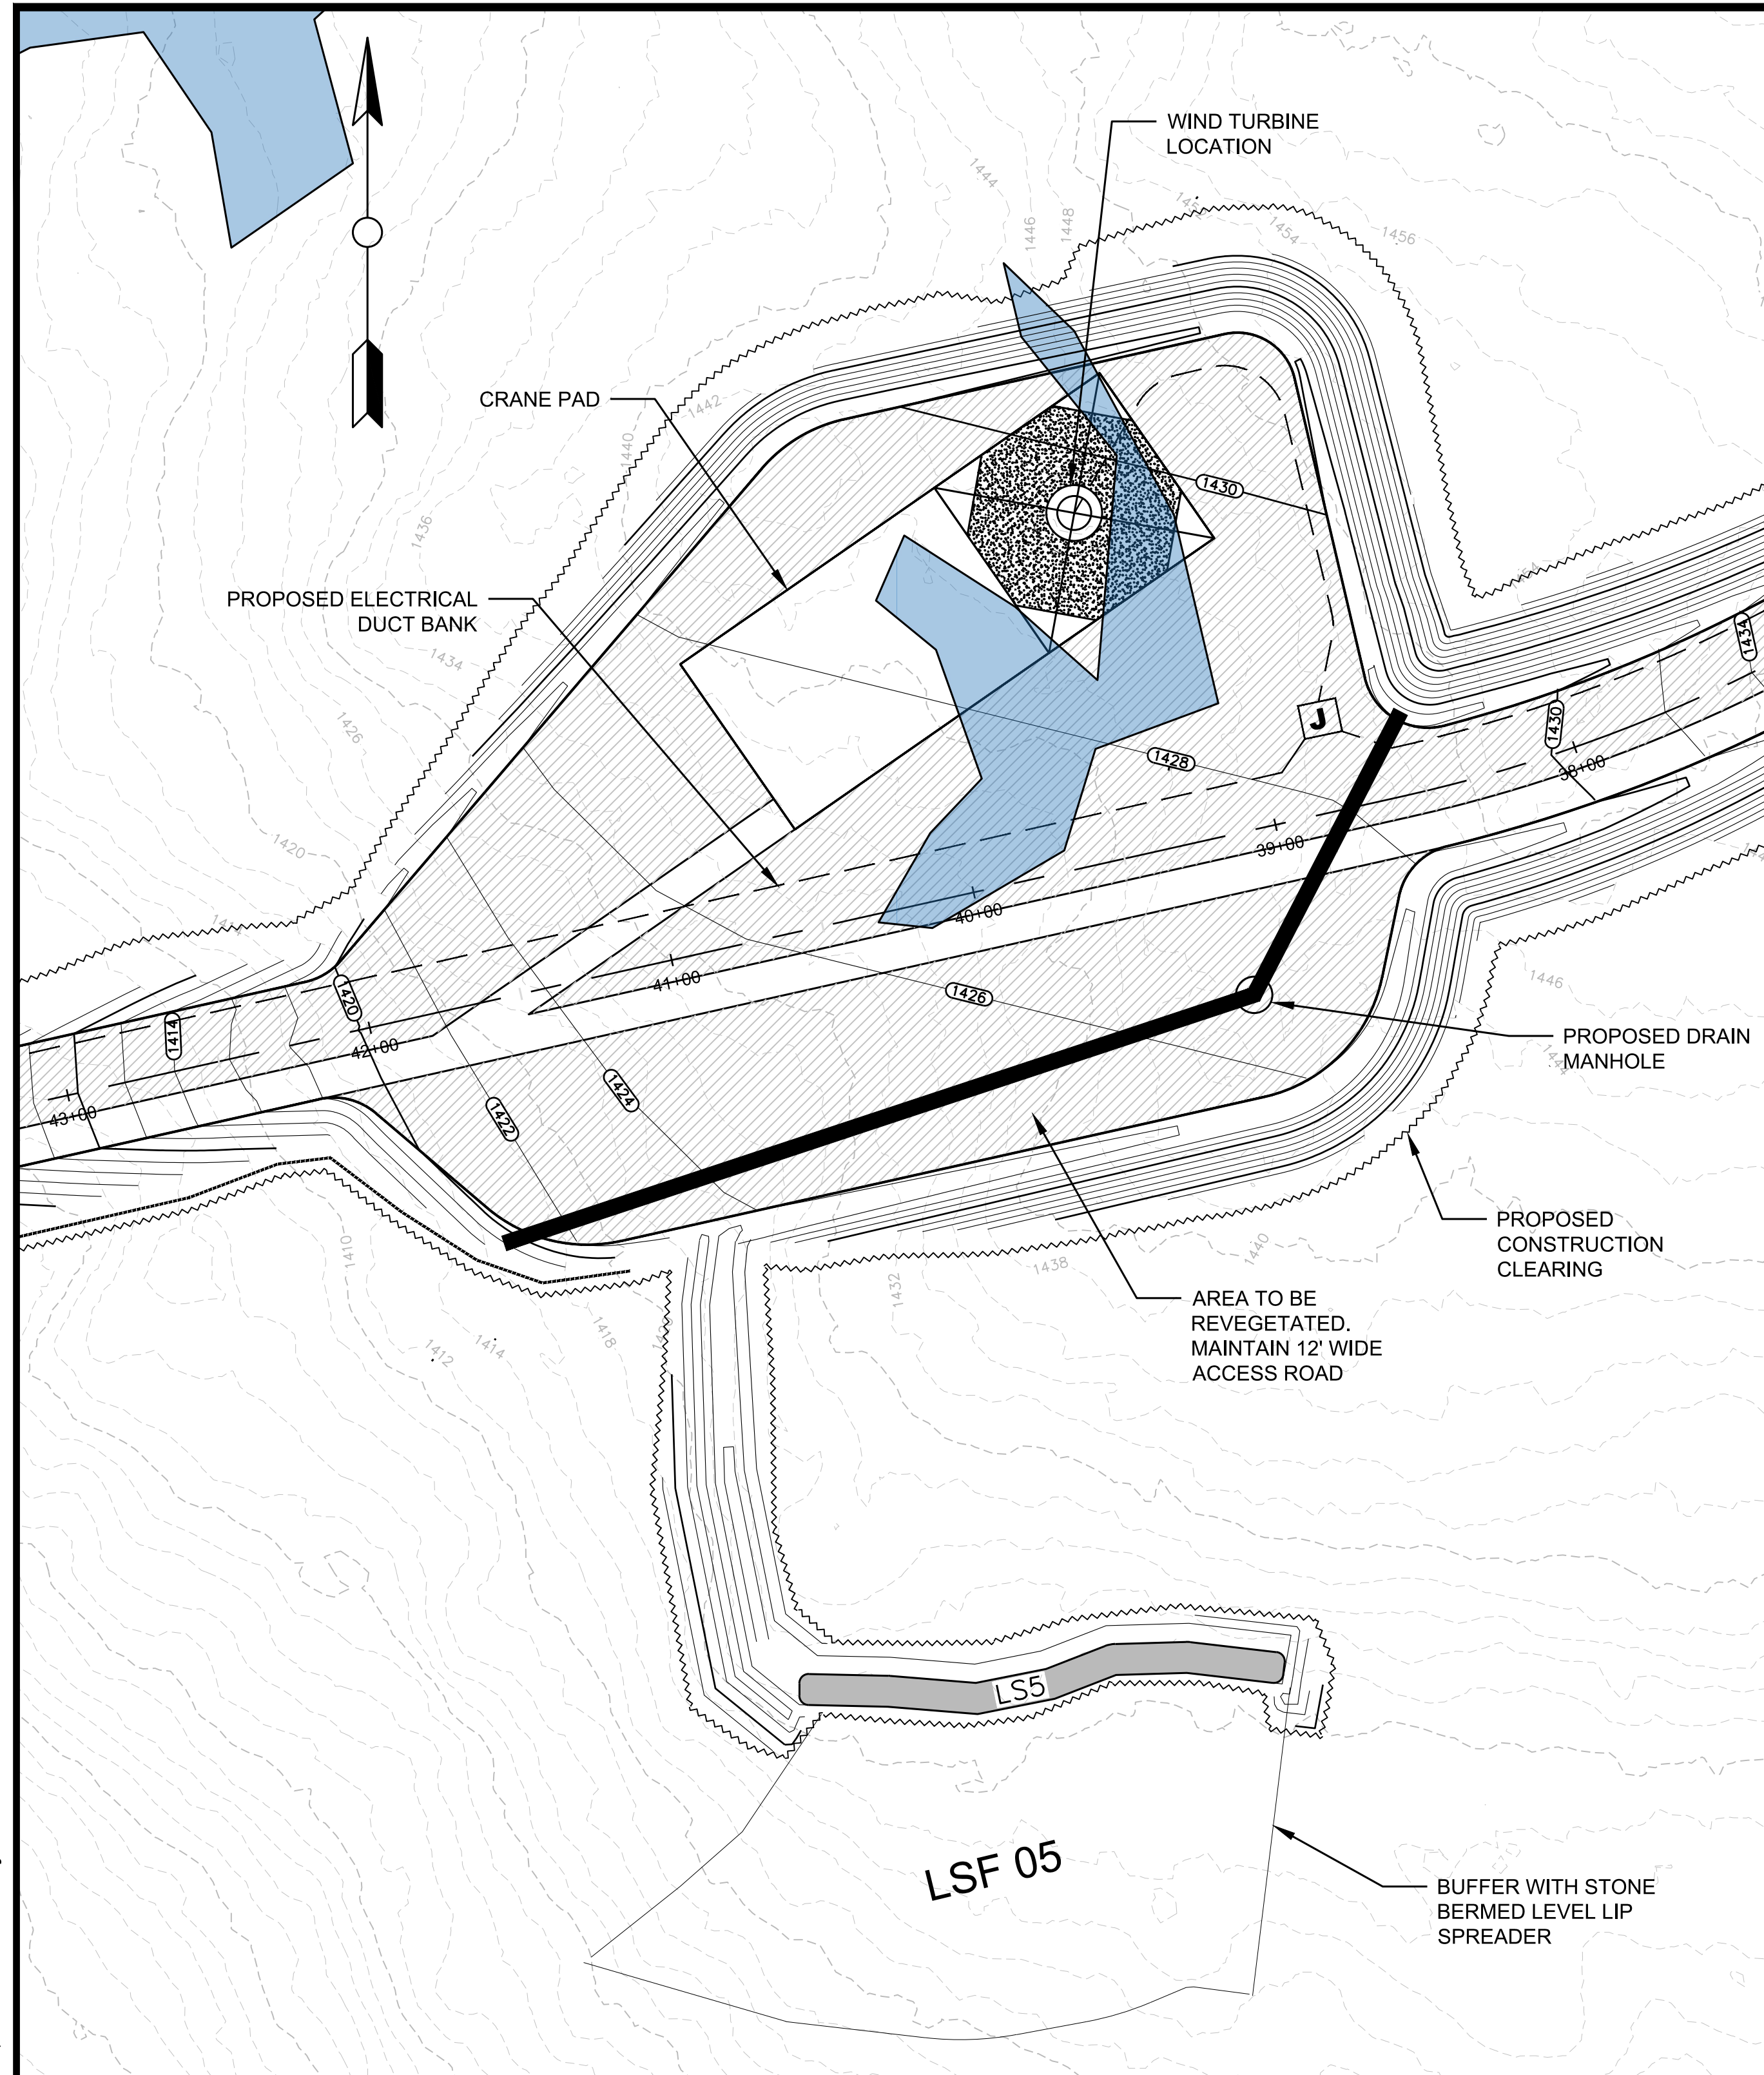 WIND TURBINE
LOCATION
1444
1446
1448
1454
1456
CRANE PAD
1442
1440
1430
1436
PROPOSED ELECTRICAL
DUCT BANK
1434
1434
1426
J
1430
1428
38+00
1420
39+00
40+00
41+00
1446
1420
1426
1414
42+00
PROPOSED DRAIN
MANHOLE
1424
43+00
1422
PROPOSED
CONSTRUCTION
CLEARING
1410
1440
1438
1432
AREA TO BE
REVEGETATED.
MAINTAIN 12' WIDE
ACCESS ROAD
1418
1414
1412
LS5
LSF 05
BUFFER WITH STONE
BERMED LEVEL LIP
SPREADER